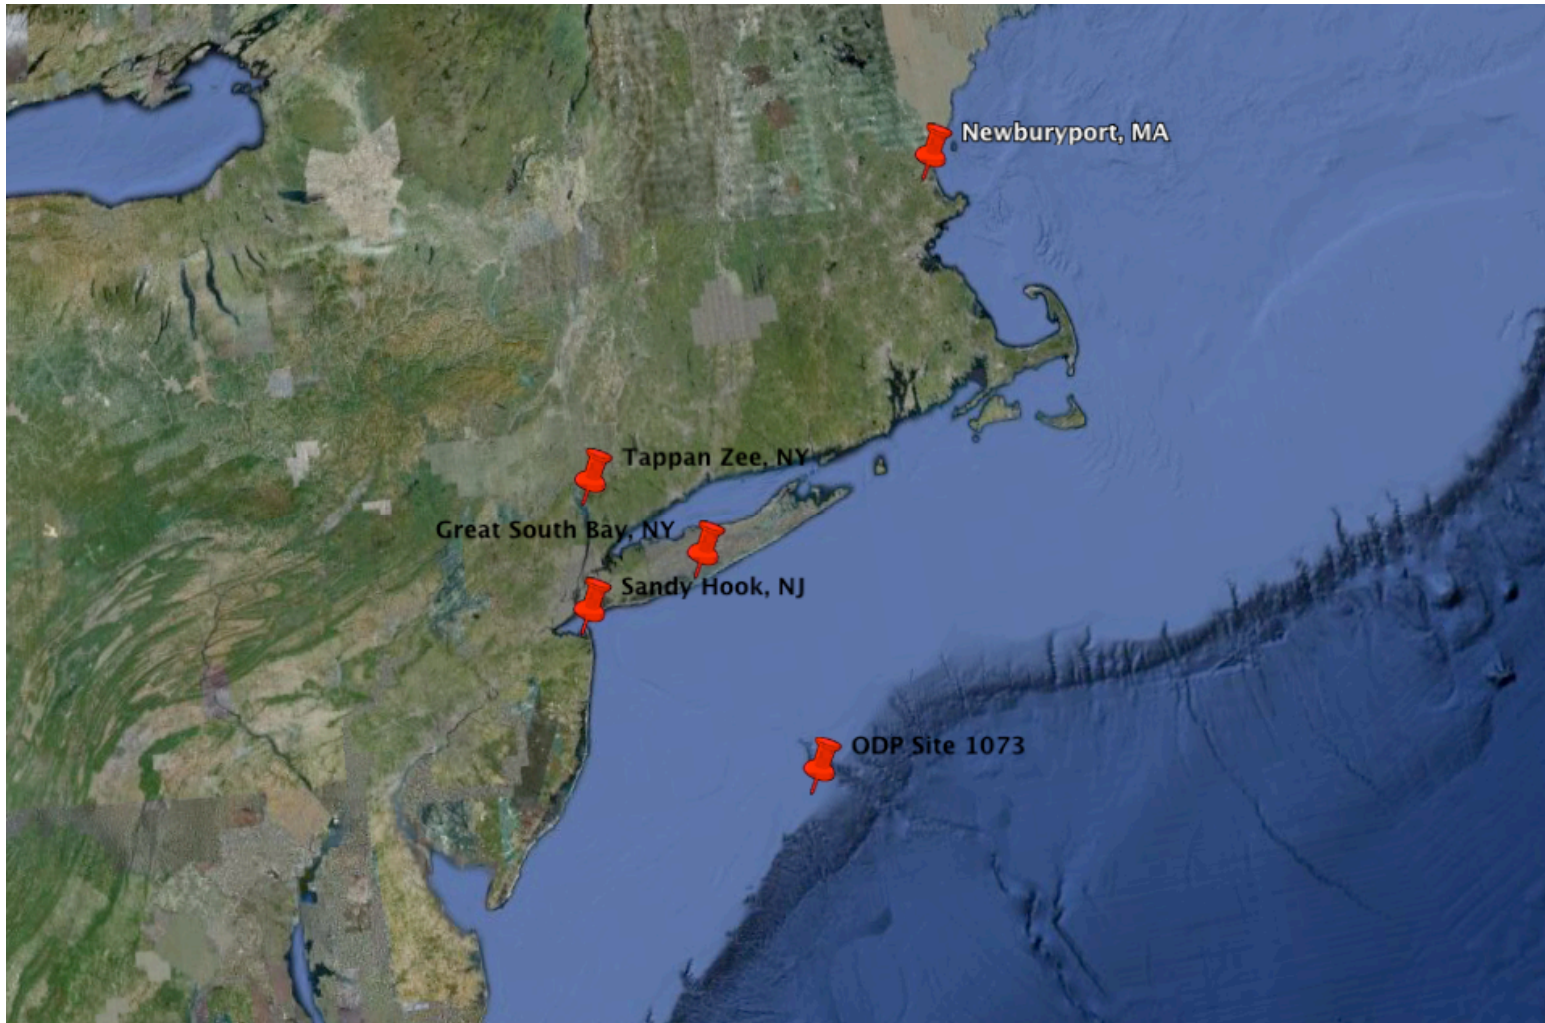 Newburyport, MA
Tappan Zee, NY
Great South Bay, NY
Sandy Hook, NJ
ODP Site 1073